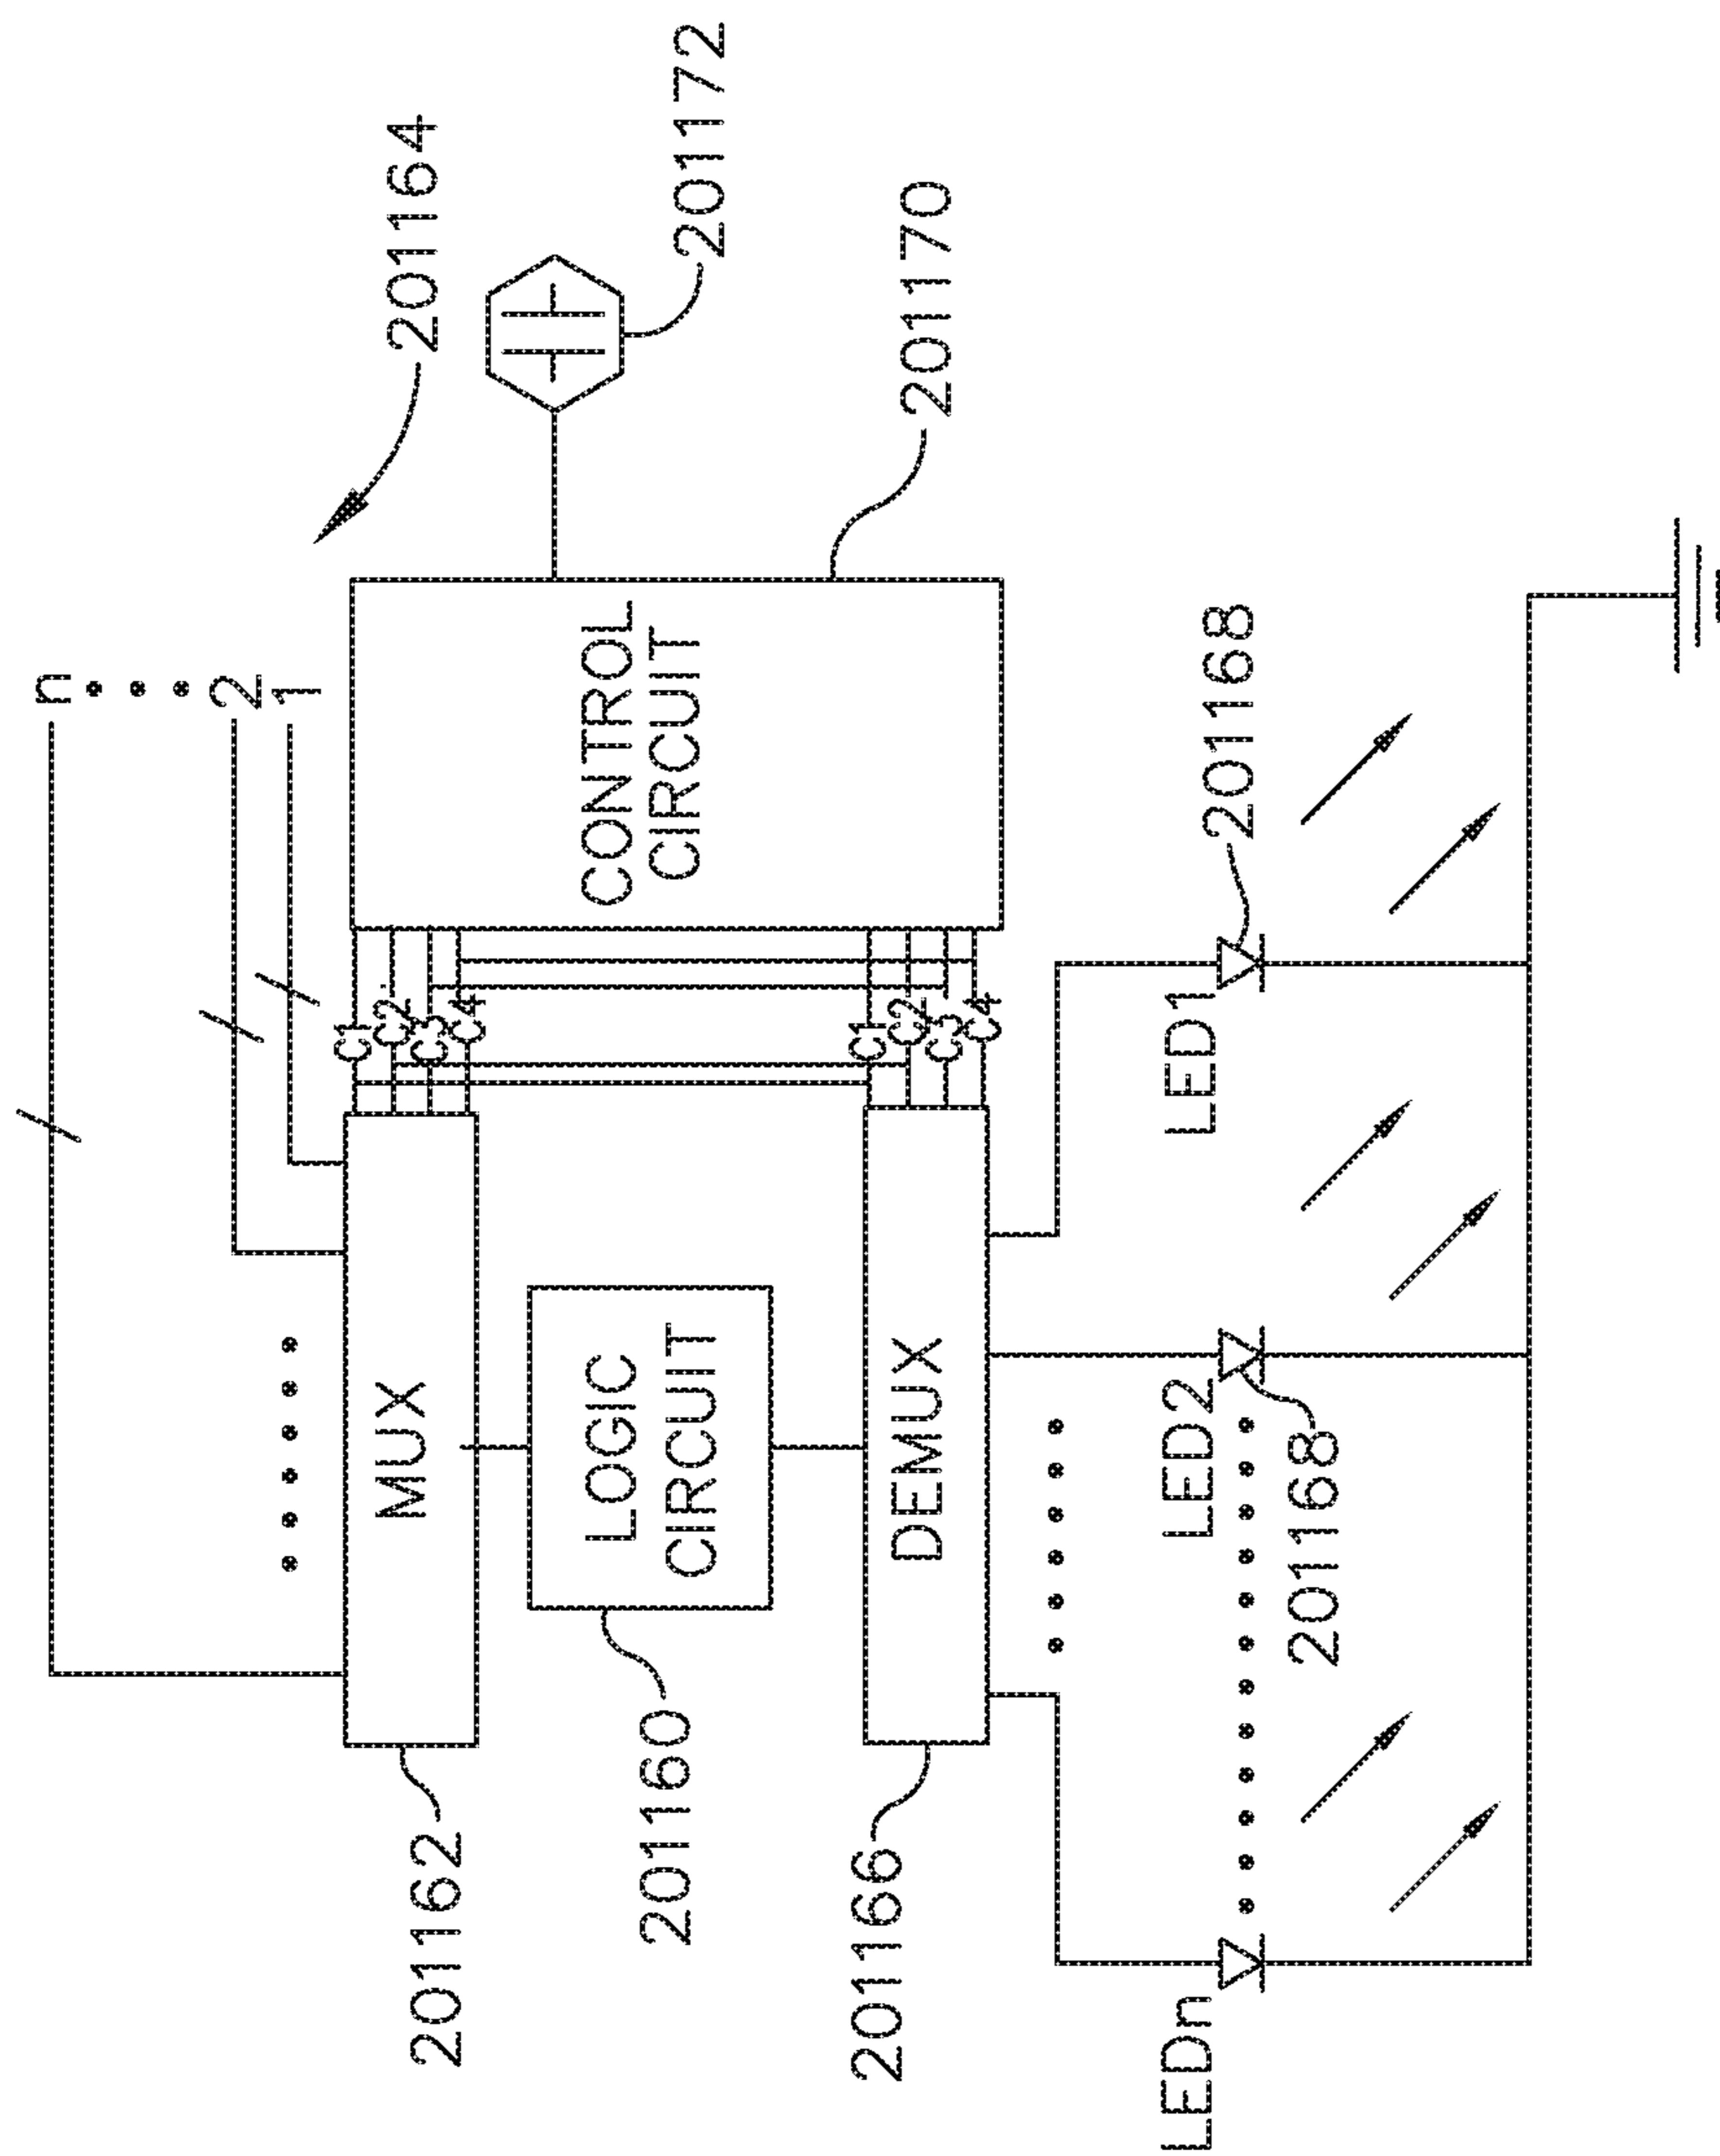 n
2
1
201164
201172
201170
CONTROL
CIRCUIT
C1
C2
C3
C4
C1
C2
C3
C4
MUX
201162
LOGIC
CIRCUIT
201160
DEMUX
201166
LED1
201168
LED2
201168
LEDn